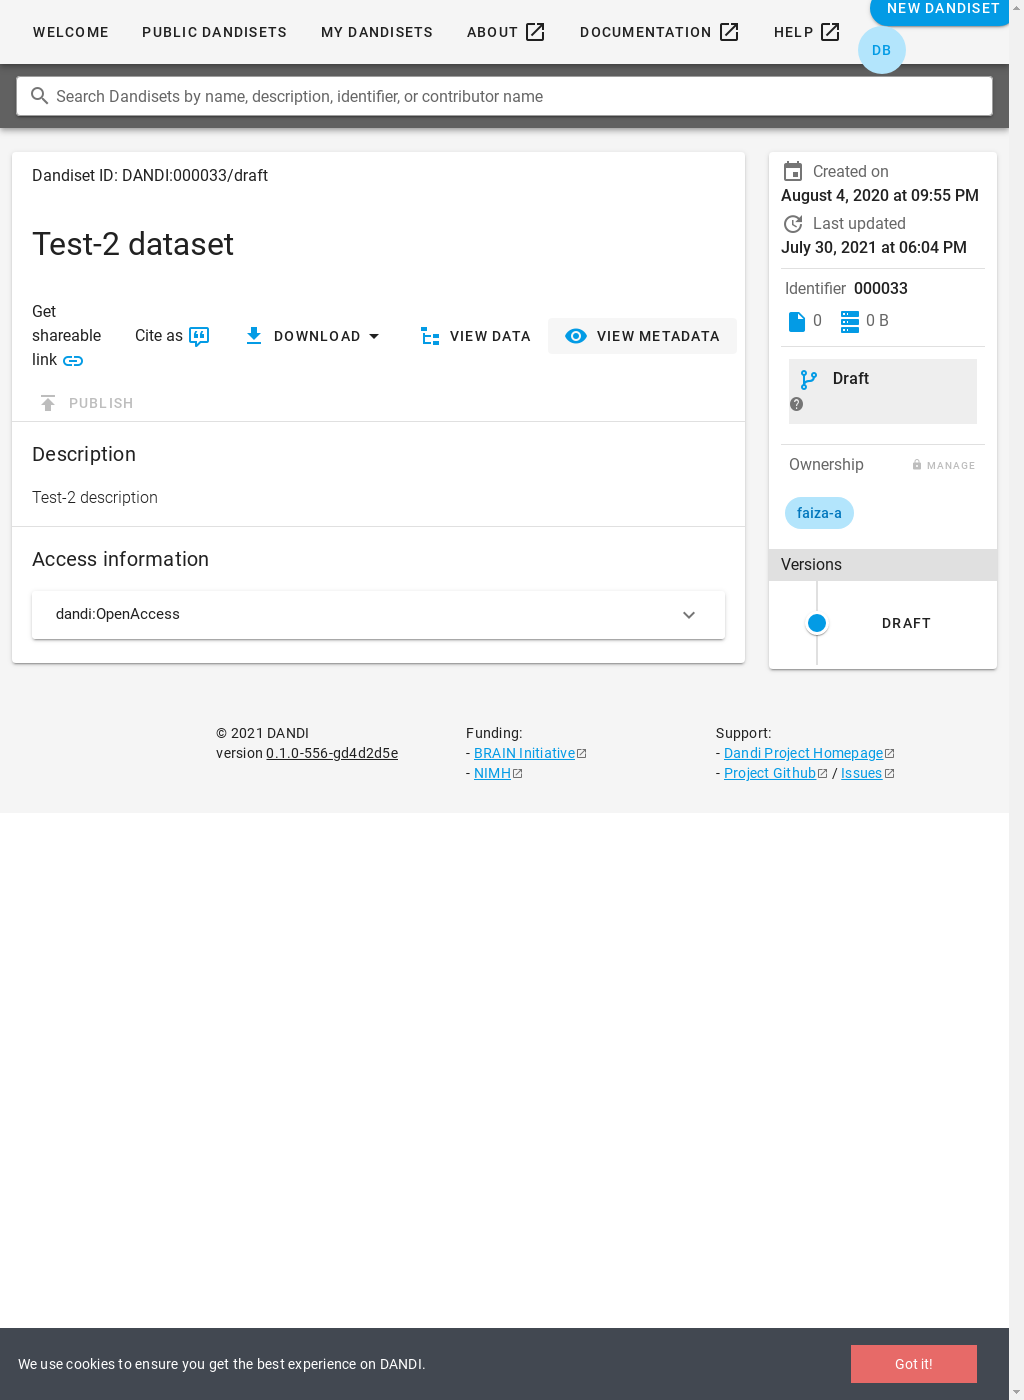 WELCOME
PUBLIC DANDISETS
MY DANDISETS
ABOUT
DOCUMENTATION
HELP
NEW DANDISET
DB
Search Dandisets by name, description, identifier, or contributor name
Dandiset ID: DANDI:000033/draft
Test-2 dataset
Get
shareable
link
Cite as
DOWNLOAD
VIEW DATA
VIEW METADATA
PUBLISH
Description
Test-2 description
Access information
dandi:OpenAccess
Created on
August 4, 2020 at 09:55 PM
Last updated
July 30, 2021 at 06:04 PM
Identifier 000033
0 0 B
Draft
Ownership
MANAGE
faiza-a
Versions
DRAFT
© 2021 DANDI
version 0.1.0-556-gd4d2d5e
Funding:
- BRAIN Initiative
- NIMH
Support:
- Dandi Project Homepage
- Project Github / Issues
We use cookies to ensure you get the best experience on DANDI.
Got it!